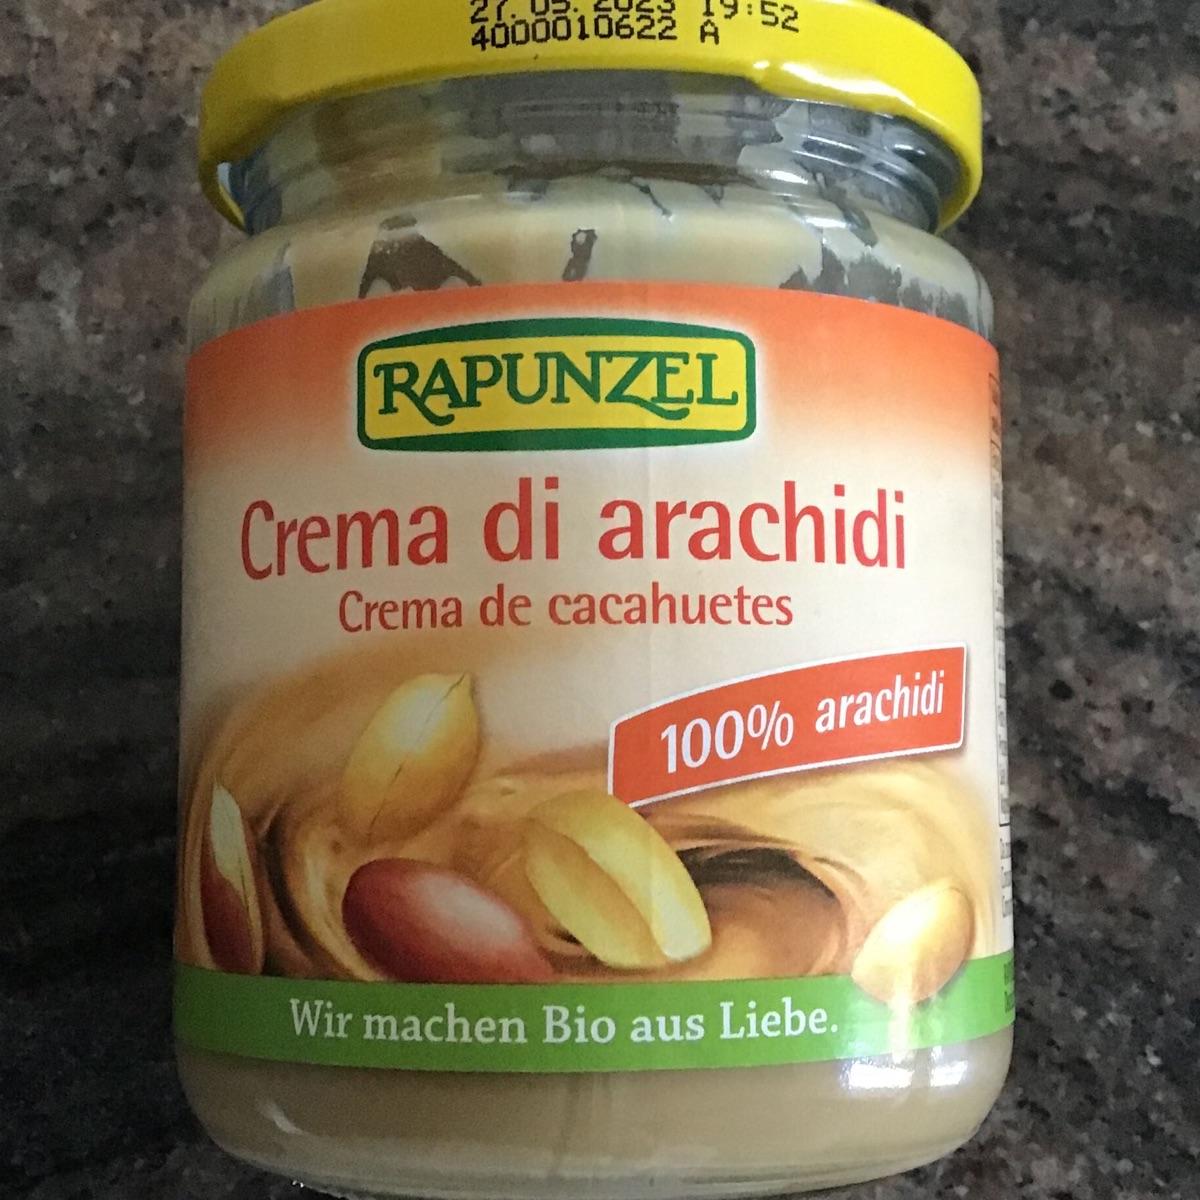 27.05.2023 19:52
4000010622 A
RAPUNZEL
Crema di arachidi
Crema de cacahuetes
100% arachidi
Wir machen Bio aus Liebe.